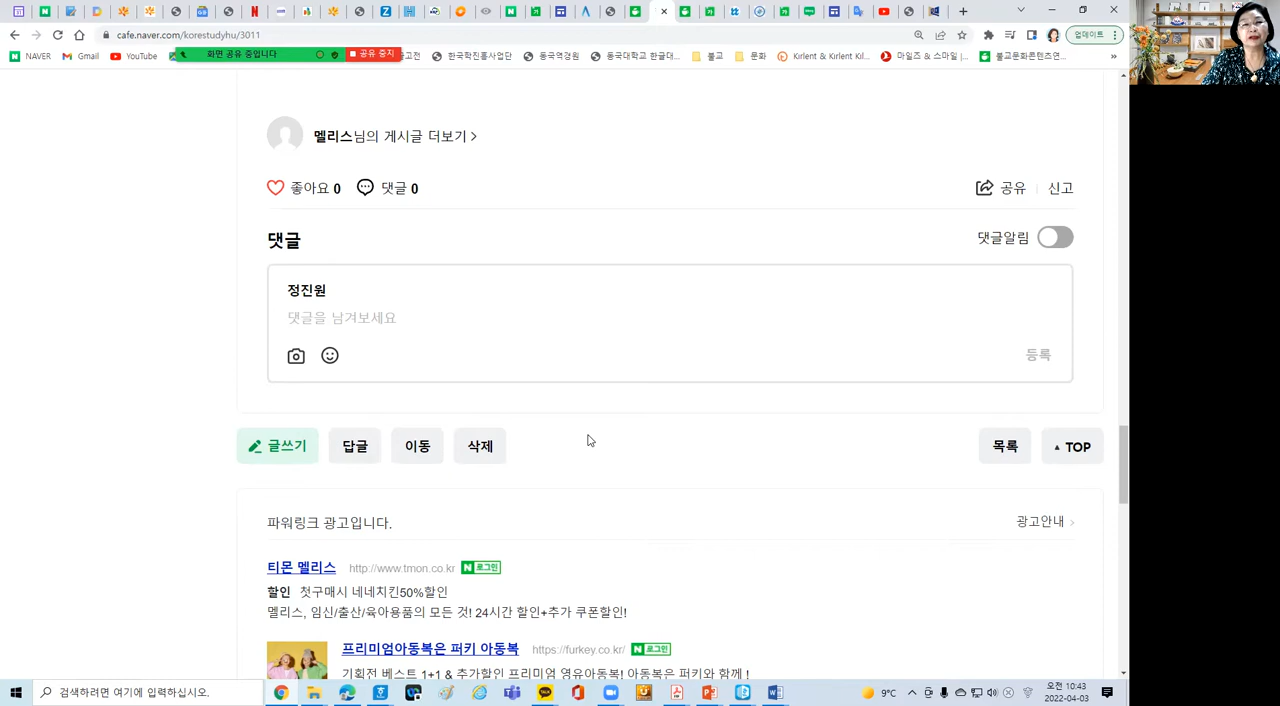 cafe.naver.com/korestudyhu/3011
업데이트
NAVER
Gmail
YouTube
화면 공유 중입니다
공유 중지
한국학진흥사업단
동국역경원
동국대학교 한글대...
불교
문화
Kirlent & Kirlent Kil...
마일즈 & 스마일 |...
불교문화콘텐츠연...
»
멜리스님의 게시글 더보기 >
좋아요 0 댓글 0
공유 신고
댓글
댓글알림
정진원
댓글을 남겨보세요
등록
글쓰기 답글 이동 삭제
목록 TOP
파워링크 광고입니다.
광고안내 >
티몬 멜리스 http://www.tmon.co.kr N 로그인
할인 첫구매시 네네치킨50%할인
멜리스, 임신/출산/육아용품의 모든 것! 24시간 할인+추가 쿠폰할인!
프리미엄아동복은 퍼키 아동복 https://furkey.co.kr/ N 로그인
기획전 베스트 1+1 & 추가할인 프리미엄 영유아동복! 아동복은 퍼키와 함께 !
검색하려면 여기에 입력하십시오.
9℃
오전 10:43
2022-04-03